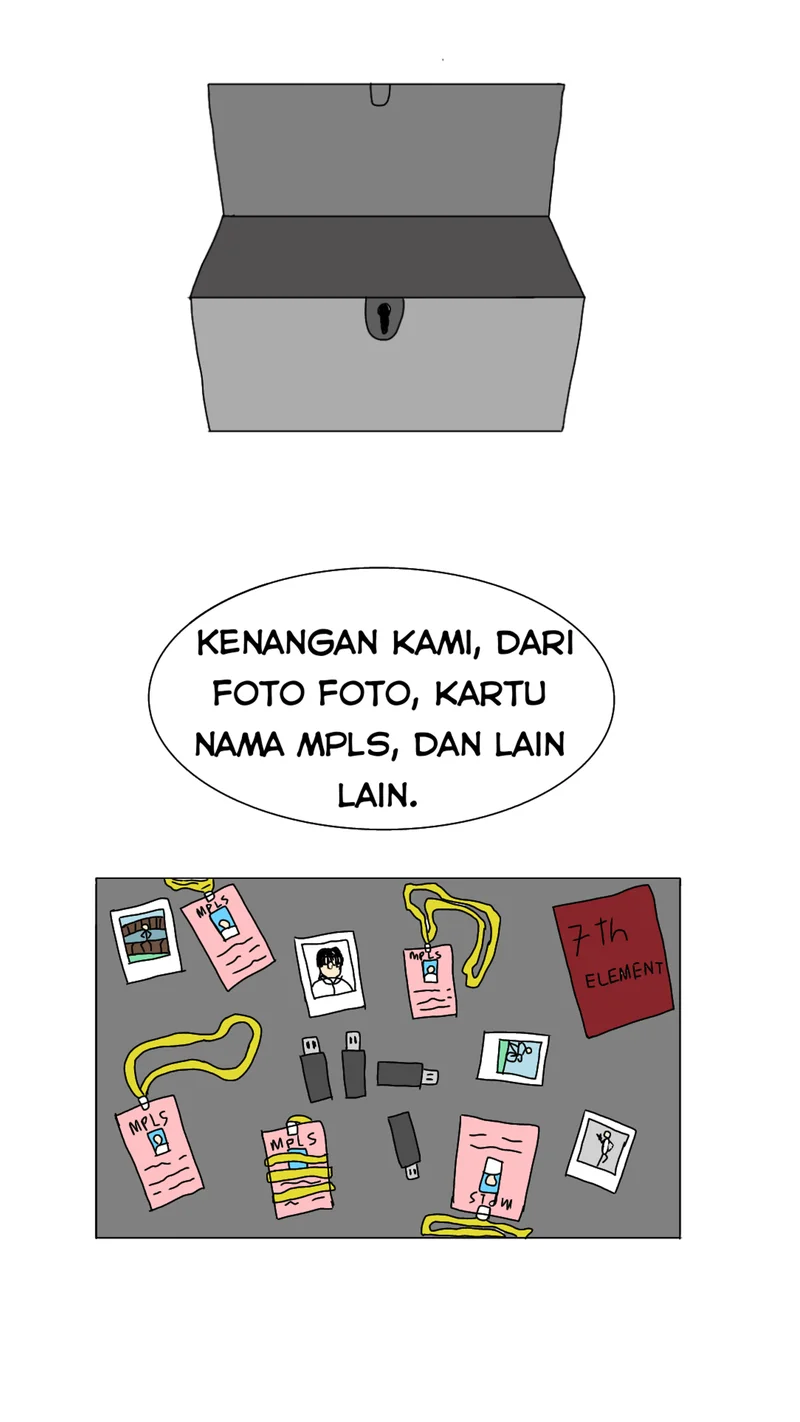 KENANGAN KAMI, DARI
FOTO FOTO, KARTU
NAMA MPLS, DAN LAIN
LAIN.
MPLS
MPLS
7th
ELEMENT
MPLS
MPLS
MPLS